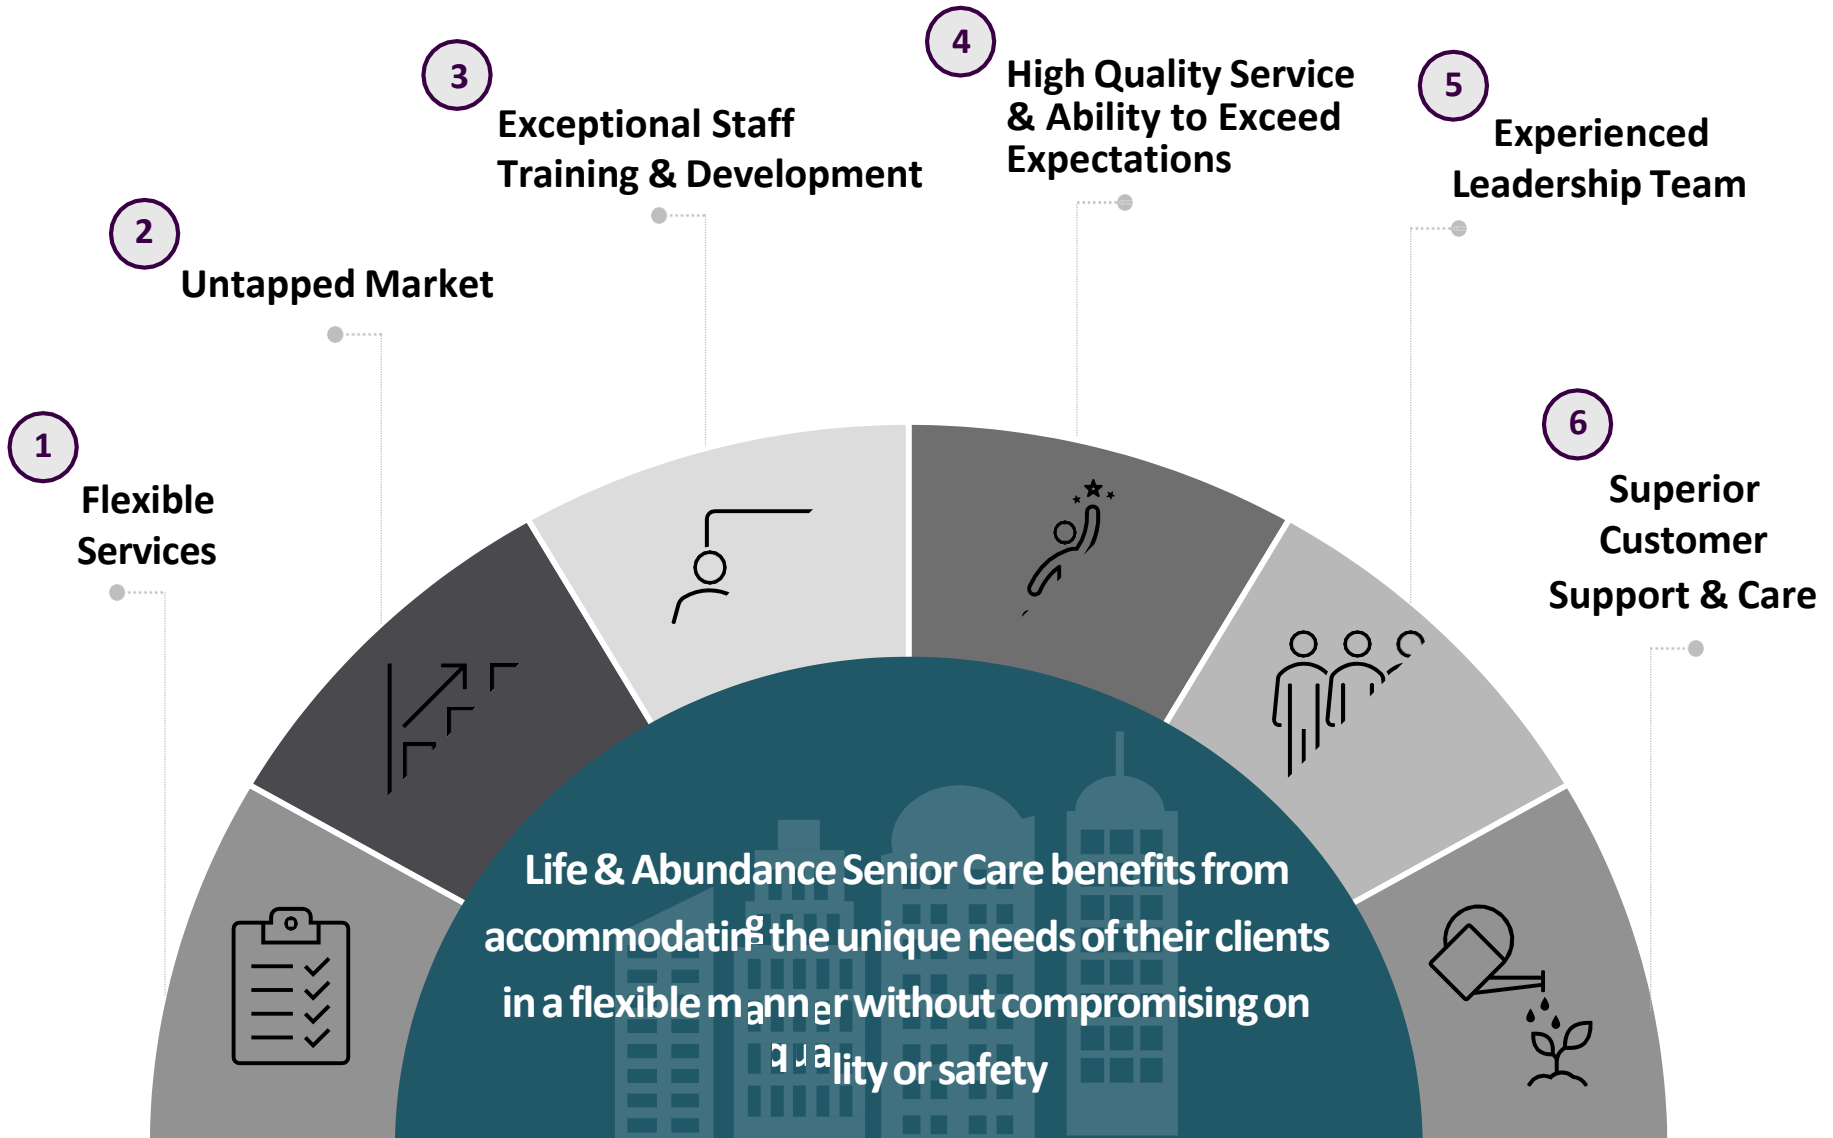 1
Flexible
Services
2
Untapped Market
3
Exceptional Staff
Training & Development
4
High Quality Service
& Ability to Exceed
Expectations
5
Experienced
Leadership Team
6
Superior
Customer
Support & Care
Life & Abundance Senior Care benefits from
accommodating the unique needs of their clients
in a flexible manner without compromising on
quality or safety